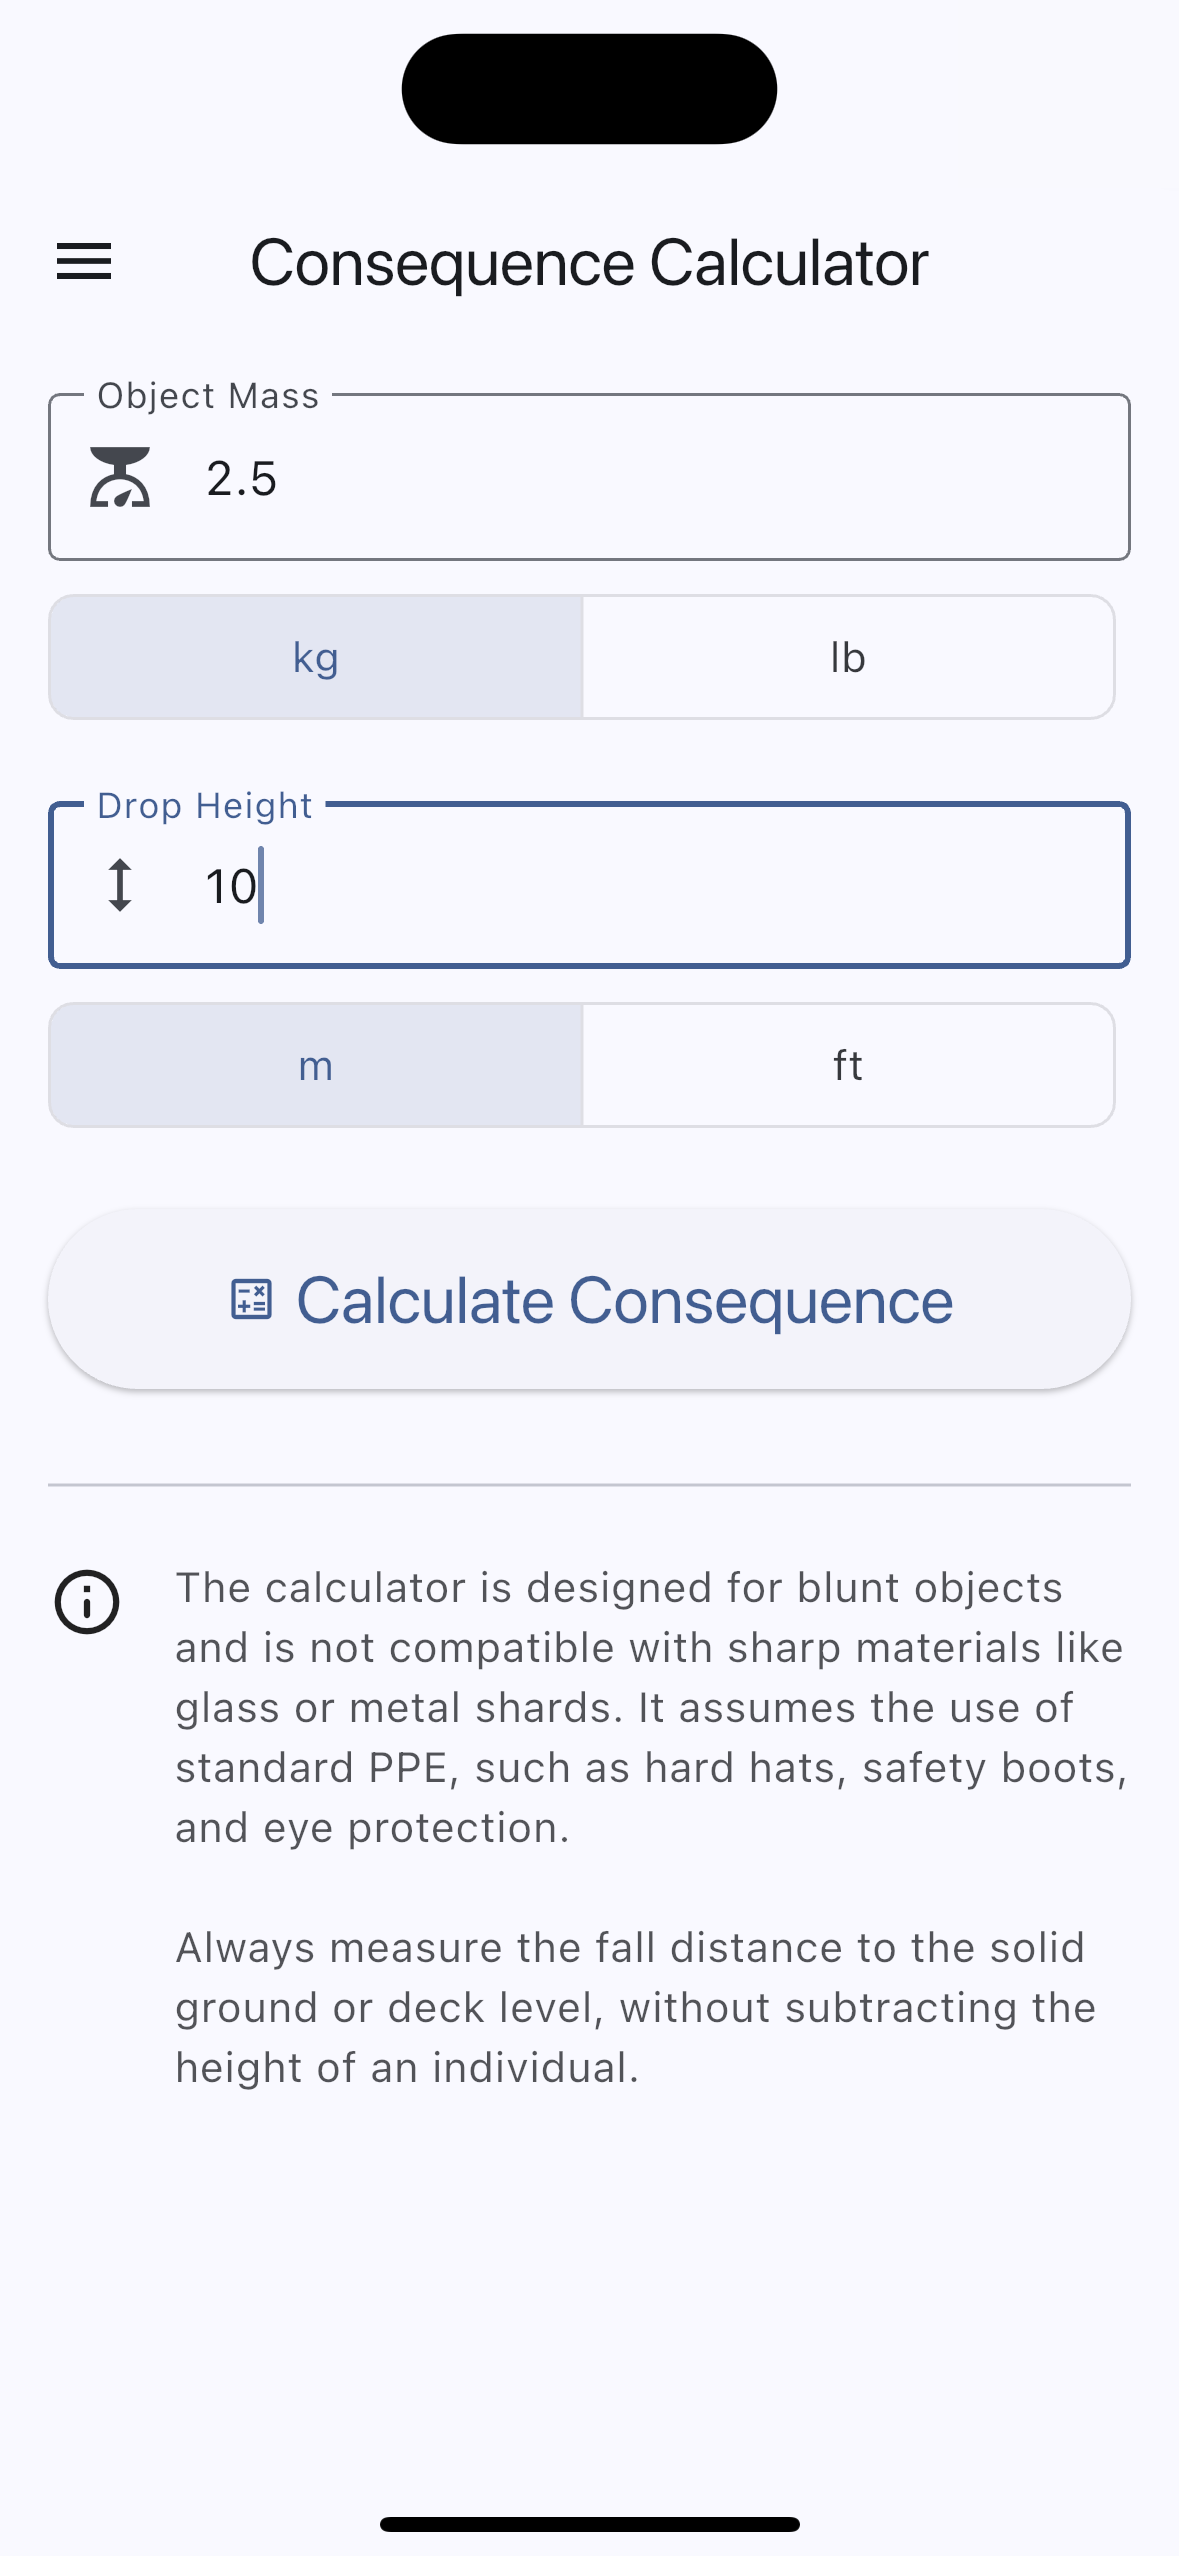 Consequence Calculator
Object Mass
2.5
kg lb
Drop Height
10
m ft
Calculate Consequence
The calculator is designed for blunt objects
and is not compatible with sharp materials like
glass or metal shards. It assumes the use of
standard PPE, such as hard hats, safety boots,
and eye protection.
Always measure the fall distance to the solid
ground or deck level, without subtracting the
height of an individual.